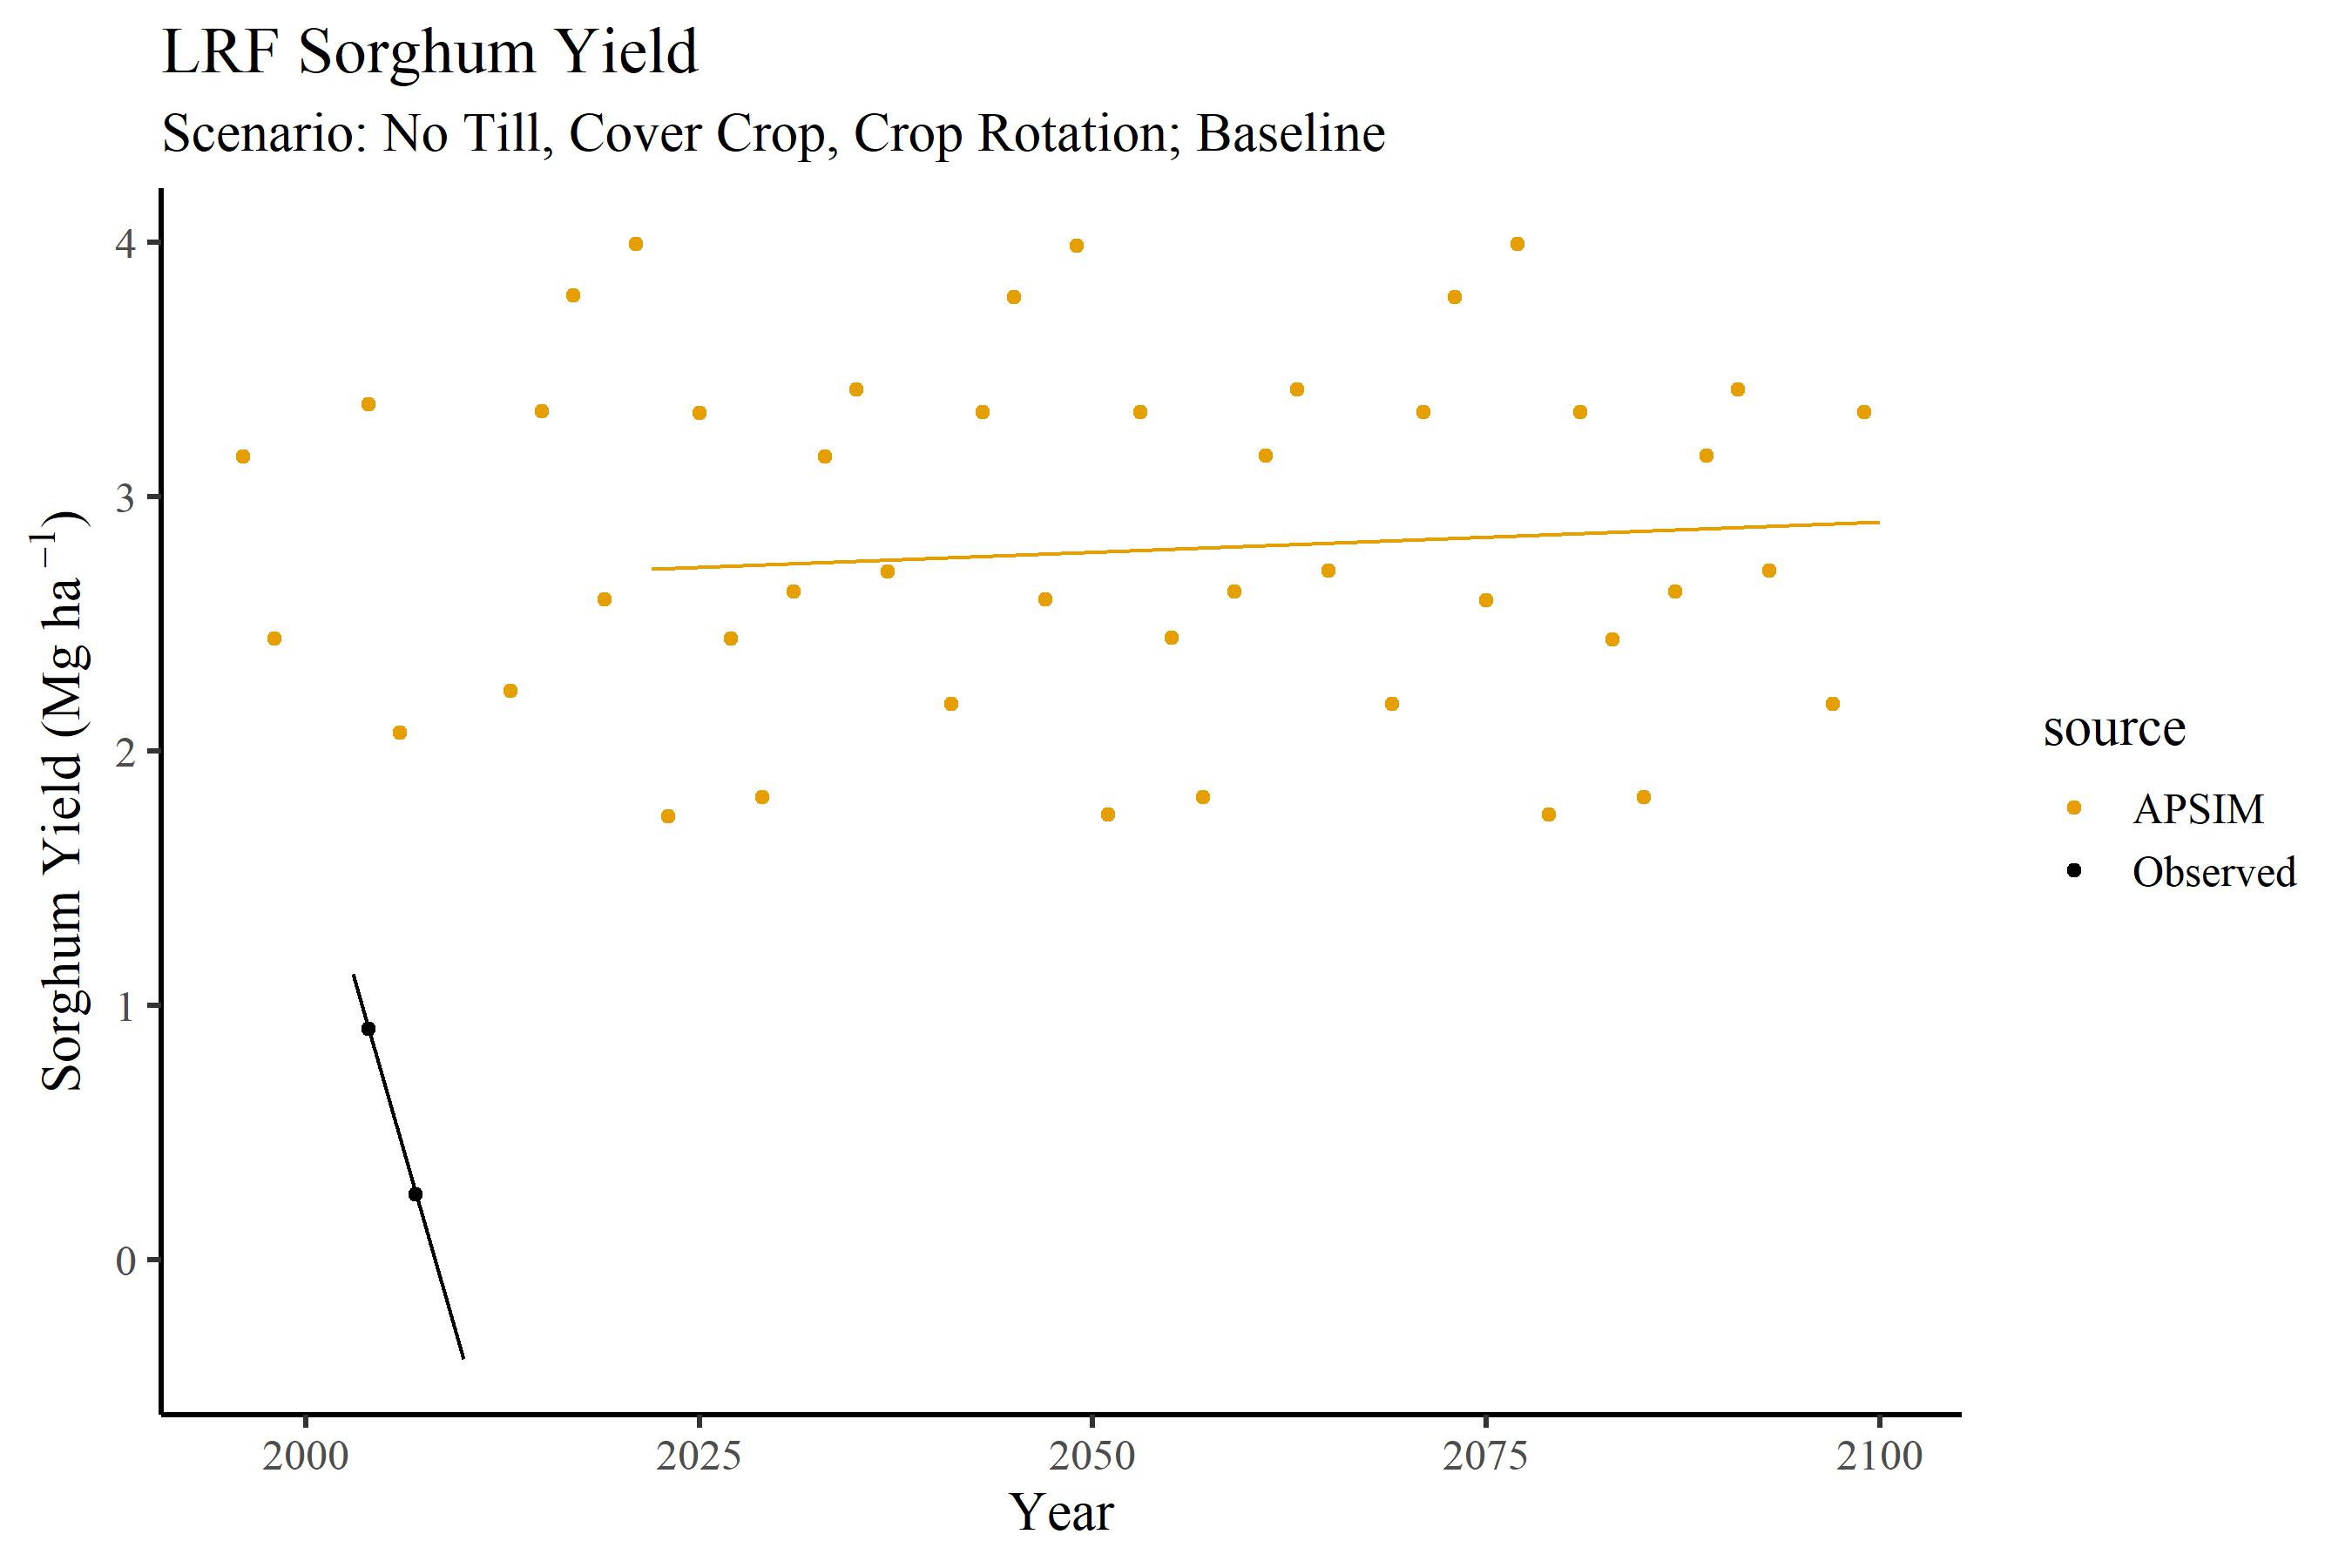 LRF Sorghum Yield
Scenario: No Till, Cover Crop, Crop Rotation; Baseline
Sorghum Yield (Mg ha −1)
4
3
2
1
0
2000 2025 2050 2075 2100
Year
source
APSIM
Observed